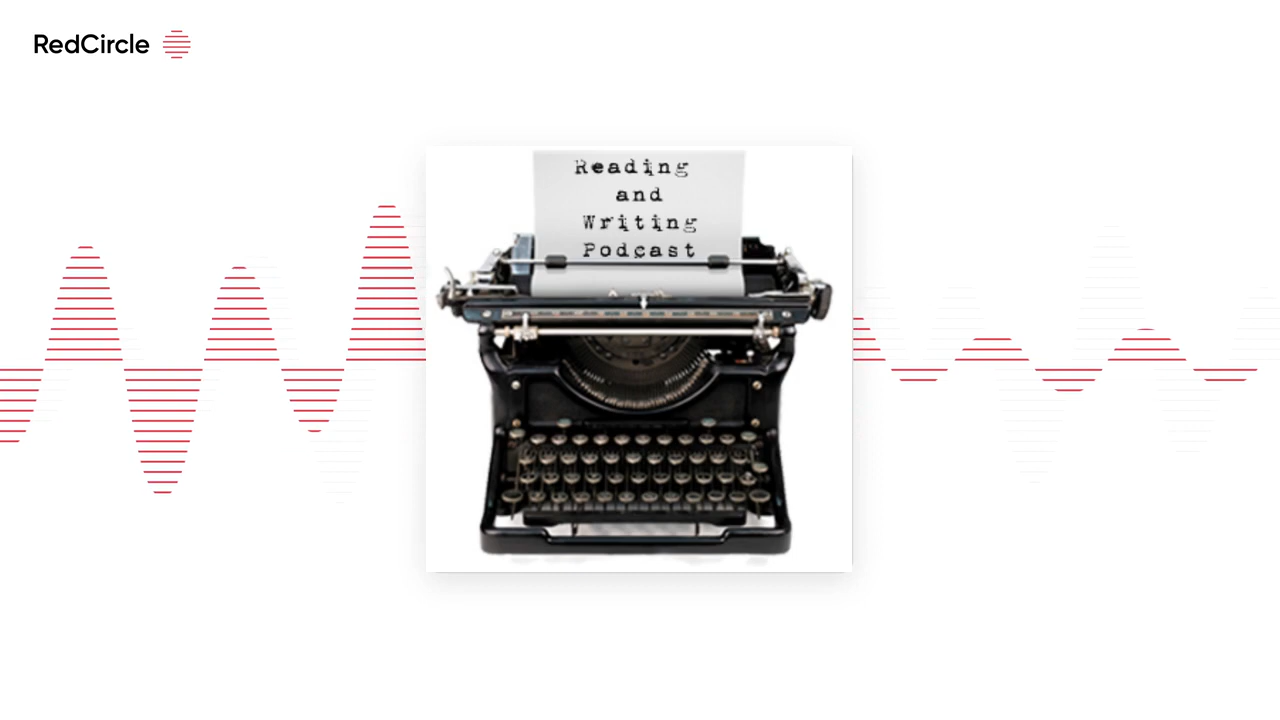 RedCircle
Reading
and
Writing
Podcast